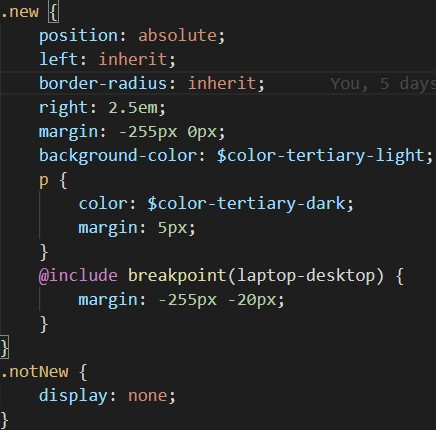 .new {
position: absolute;
left: inherit;
border-radius: inherit; You, 5 days
right: 2.5em;
margin: -255px 0px;
background-color: $color-tertiary-light;
p {
color: $color-tertiary-dark;
margin: 5px;
}
@include breakpoint(laptop-desktop) {
margin: -255px -20px;
}
}
.notNew {
display: none;
}